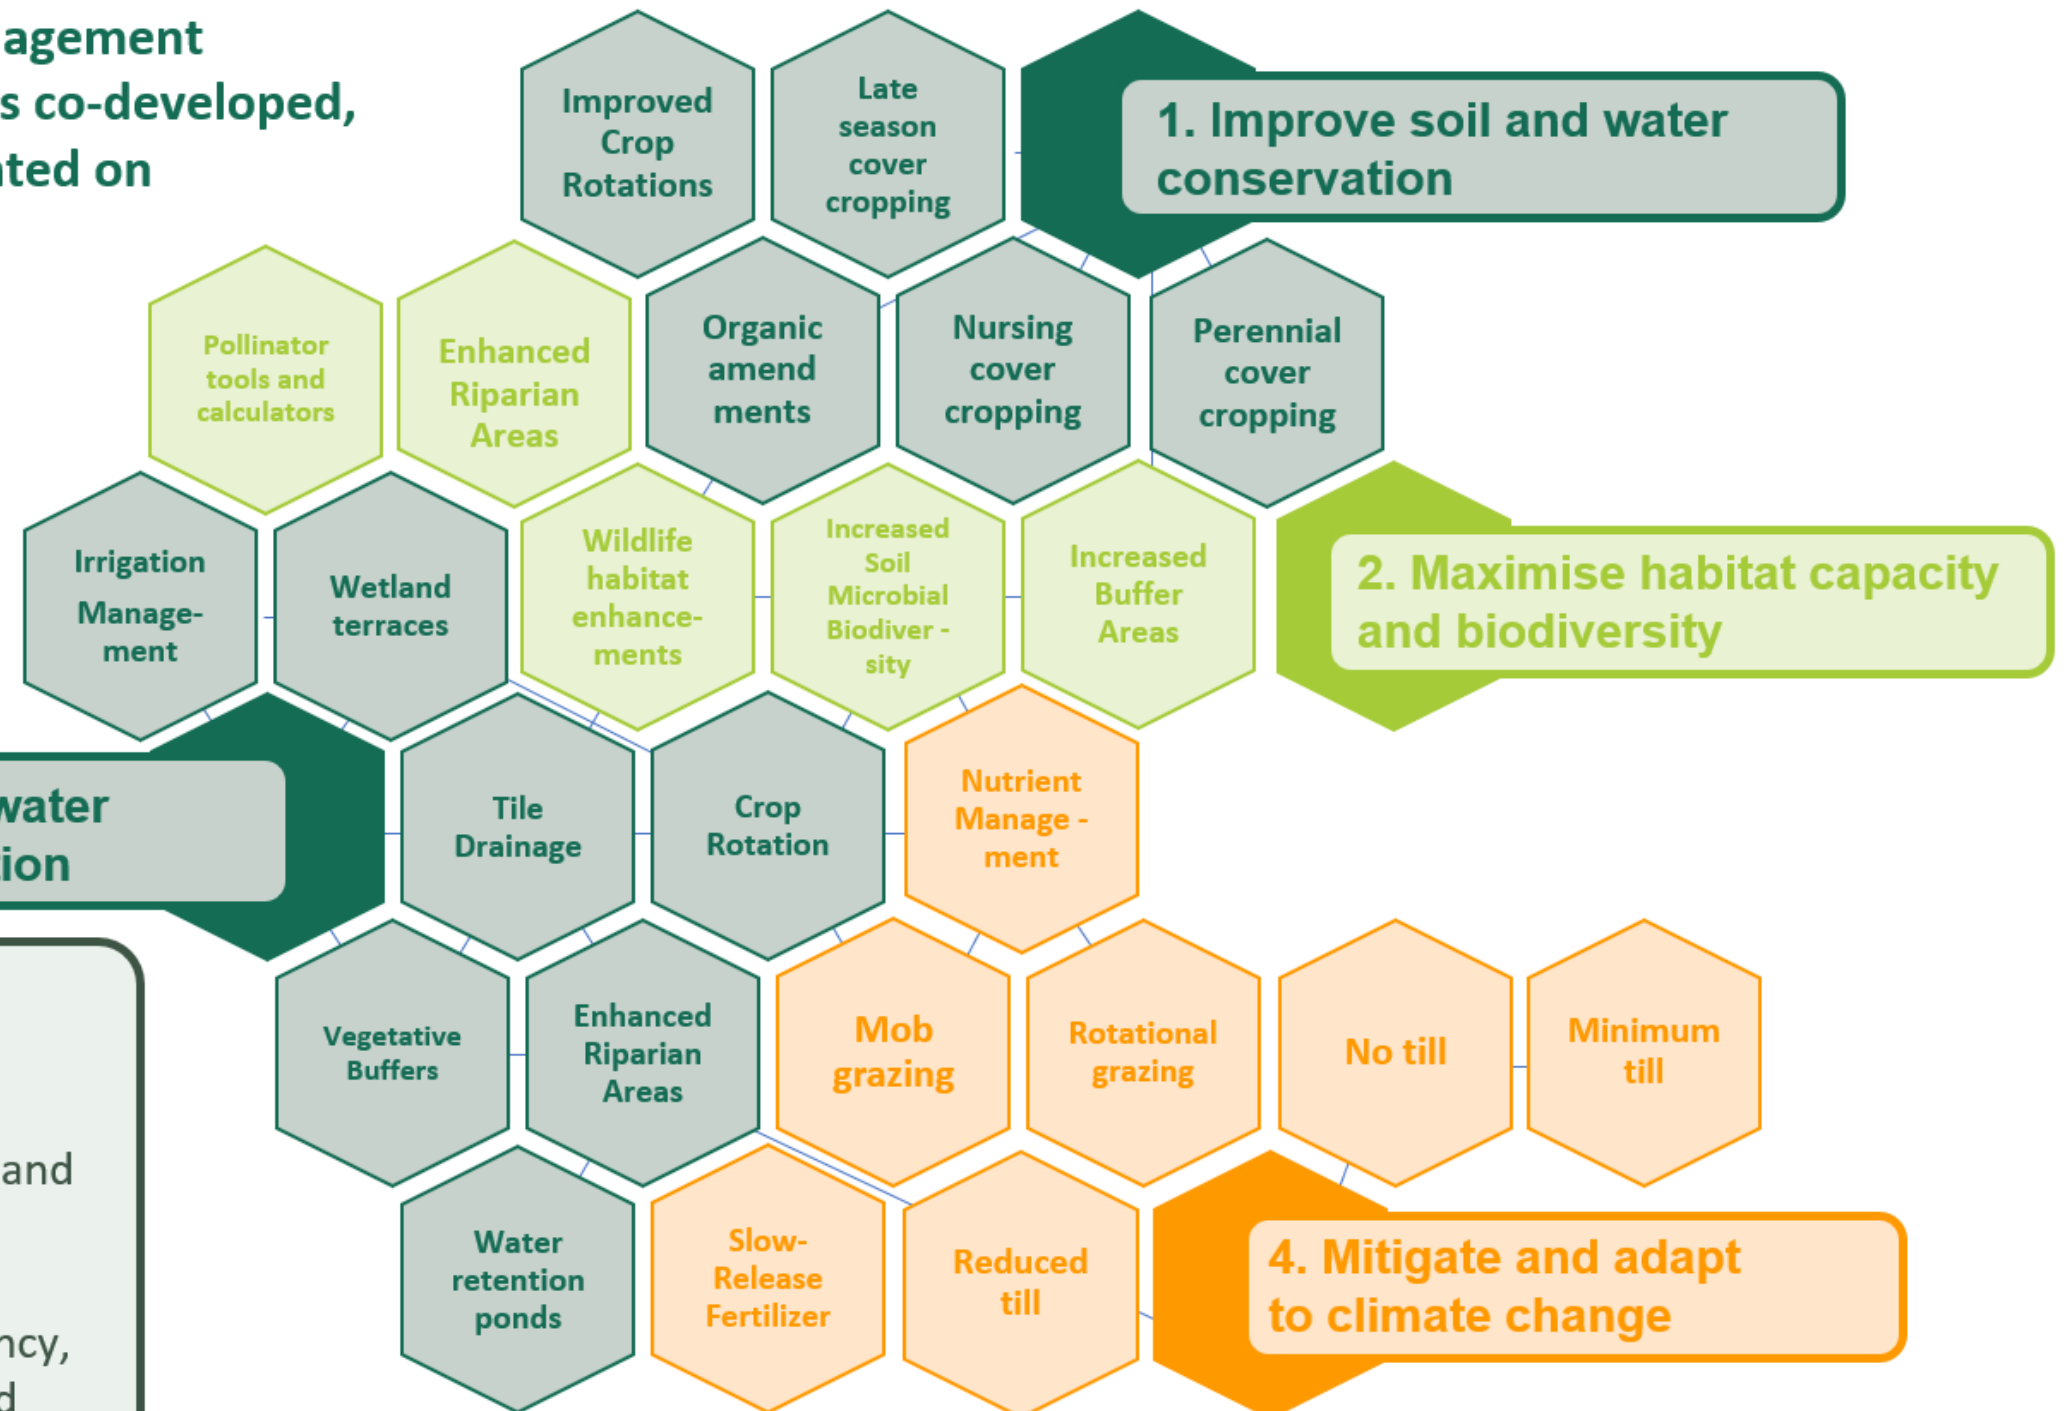 agement
s co-developed,
ated on
Improved
Crop
Rotations
Late
season
cover
cropping
1. Improve soil and water
conservation
Pollinator
tools and
calculators
Enhanced
Riparian
Areas
Organic
amend
ments
Nursing
cover
cropping
Perennial
cover
cropping
Irrigation
Manage-
ment
Wetland
terraces
Wildlife
habitat
enhance-
ments
Increased
Soil
Microbial
Biodiver -
sity
Increased
Buffer
Areas
2. Maximise habitat capacity
and biodiversity
water
tion
Tile
Drainage
Crop
Rotation
Nutrient
Manage -
ment
Vegetative
Buffers
Enhanced
Riparian
Areas
Mob
grazing
Rotational
grazing
No till
Minimum
till
and
ncy,
d
Water
retention
ponds
Slow-
Release
Fertilizer
Reduced
till
4. Mitigate and adapt
to climate change